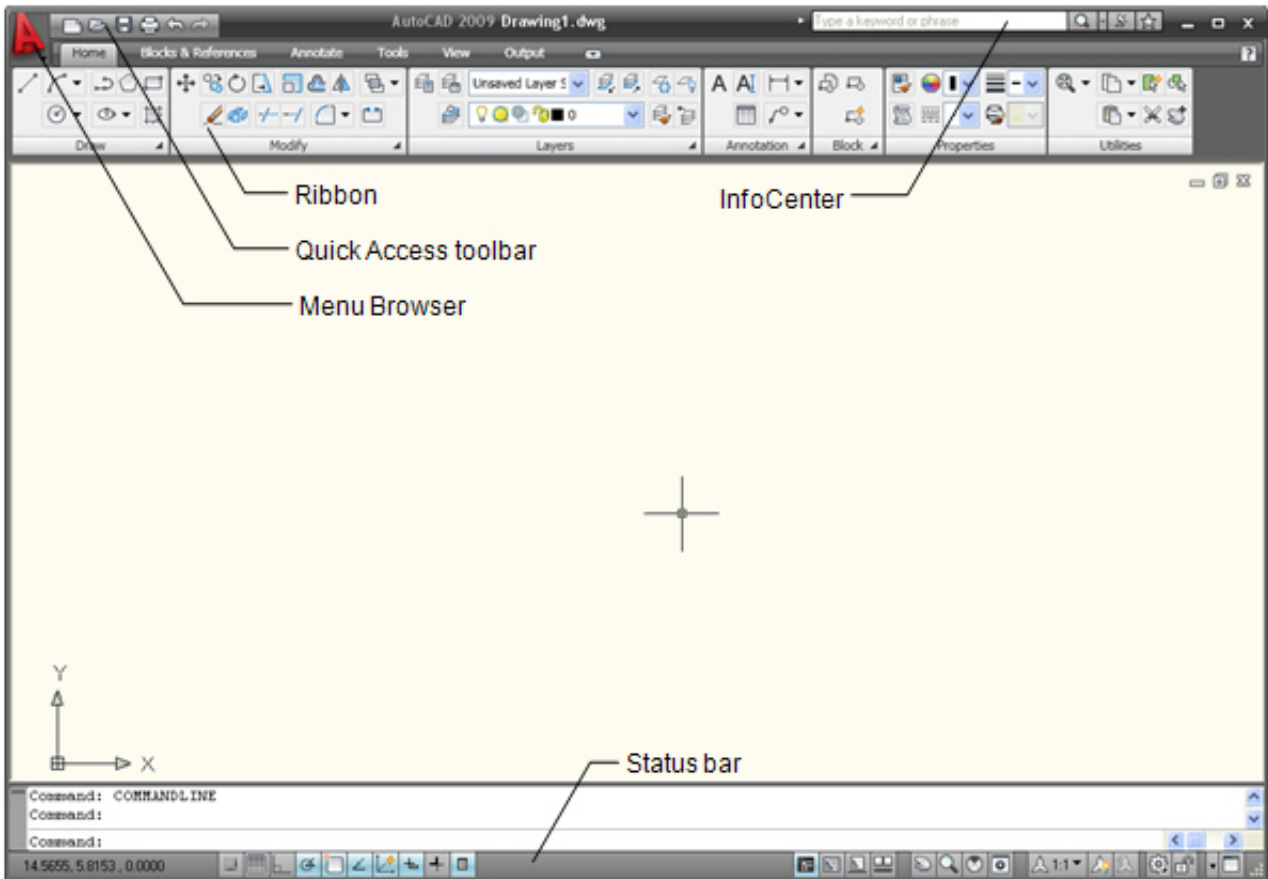 AutoCAD 2009 Drawing1.dwg
Type a keyword or phrase
Home Blocks & References Annotate Tools View Output
Unsaved Layer S
A A
0
Draw Modify Layers Annotation Block Properties Utilities
Ribbon
InfoCenter
Quick Access toolbar
Menu Browser
Y
X
Status bar
Command: COMMANDLINE
Command:
Command:
14.5655, 5.8153, 0.0000
1:1